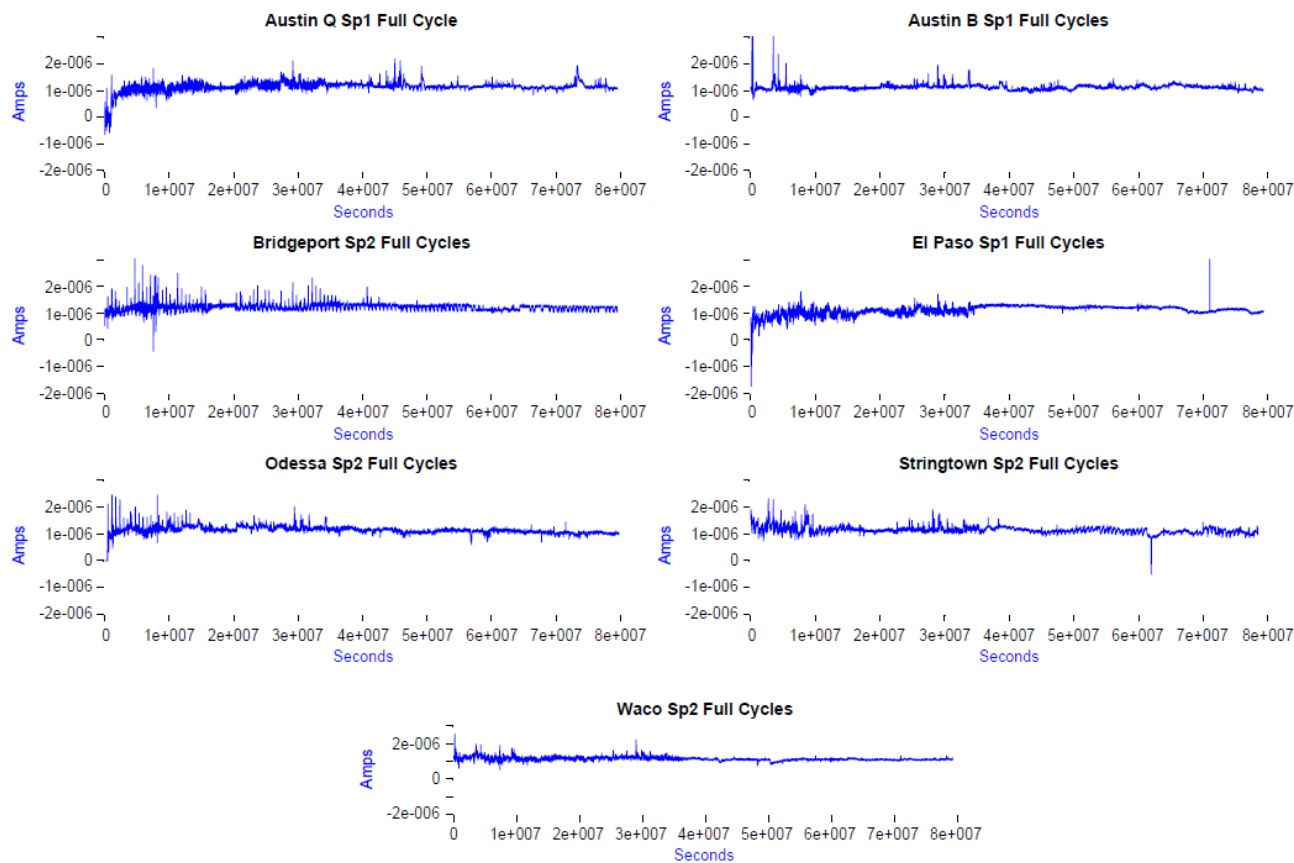 Austin Q Sp1 Full Cycle
Amps
2e-006
1e-006
0
-1e-006
-2e-006
0 1e+007 2e+007 3e+007 4e+007 5e+007 6e+007 7e+007 8e+007
Seconds
Austin B Sp1 Full Cycles
Amps
2e-006
1e-006
0
-1e-006
-2e-006
0 1e+007 2e+007 3e+007 4e+007 5e+007 6e+007 7e+007 8e+007
Seconds
Bridgeport Sp2 Full Cycles
Amps
2e-006
1e-006
0
-1e-006
-2e-006
0 1e+007 2e+007 3e+007 4e+007 5e+007 6e+007 7e+007 8e+007
Seconds
El Paso Sp1 Full Cycles
Amps
2e-006
1e-006
0
-1e-006
-2e-006
0 1e+007 2e+007 3e+007 4e+007 5e+007 6e+007 7e+007 8e+007
Seconds
Odessa Sp2 Full Cycles
Amps
2e-006
1e-006
0
-1e-006
-2e-006
0 1e+007 2e+007 3e+007 4e+007 5e+007 6e+007 7e+007 8e+007
Seconds
Stringtown Sp2 Full Cycles
Amps
2e-006
1e-006
0
-1e-006
-2e-006
0 1e+007 2e+007 3e+007 4e+007 5e+007 6e+007 7e+007 8e+007
Seconds
Waco Sp2 Full Cycles
Amps
2e-006
0
-2e-006
0 1e+007 2e+007 3e+007 4e+007 5e+007 6e+007 7e+007 8e+007
Seconds